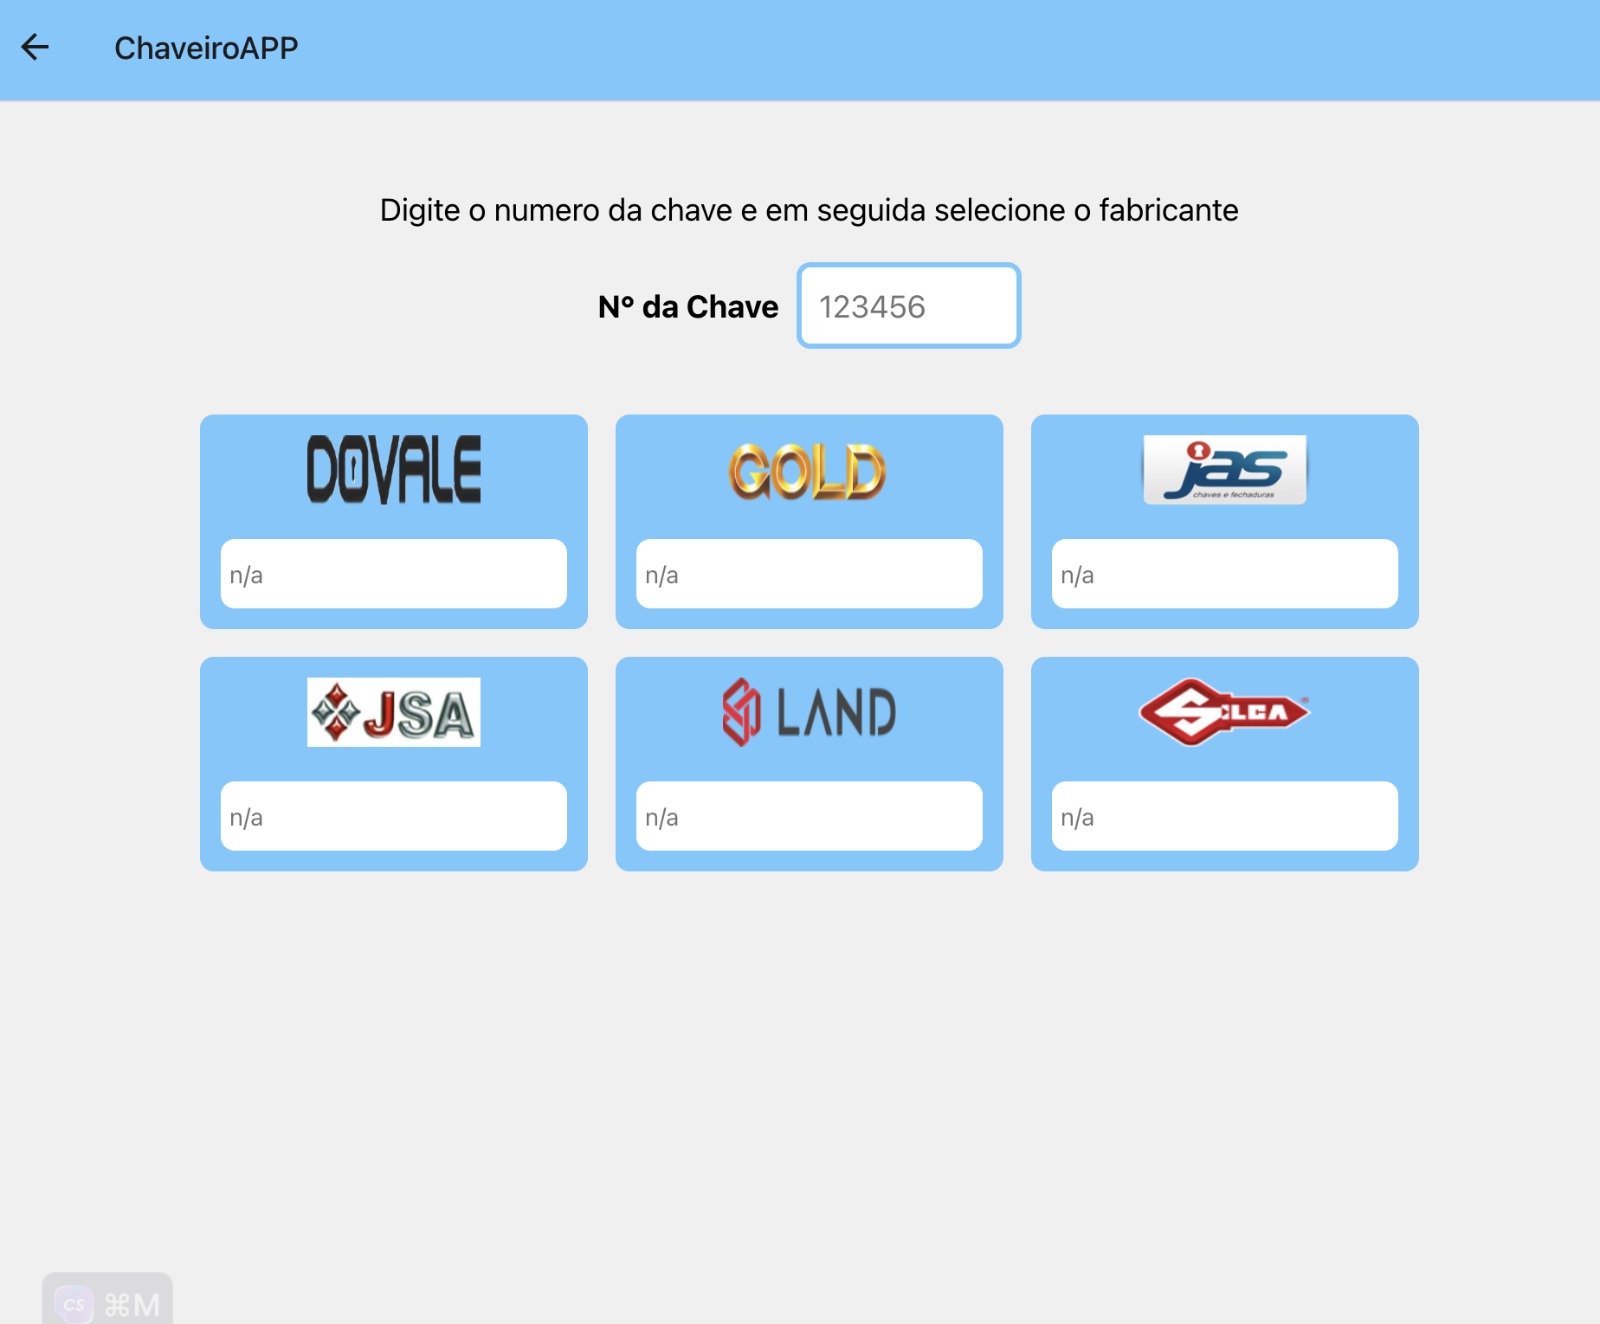 ChaveiroAPP
Digite o numero da chave e em seguida selecione o fabricante
Nº da Chave 123456
DOVALE GOLD jas
chaves e fechaduras
n/a n/a n/a
JSA LAND SILCA
n/a n/a n/a
CS ⌘M